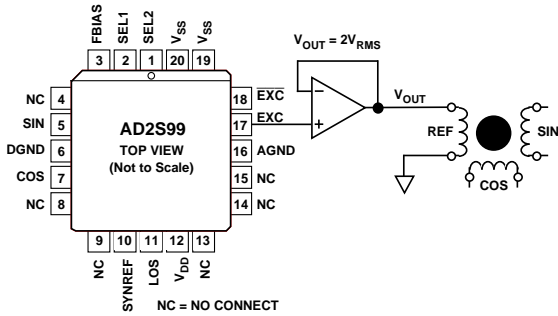 FBIAS
SEL1
SEL2
VSS
VSS
3 2 1 20 19
NC 4
SIN 5
DGND 6
COS 7
NC 8
AD2S99
TOP VIEW
(Not to Scale)
18 EXC
17 EXC
16 AGND
15 NC
14 NC
9 10 11 12 13
NC
SYNREF
LOS
VDD
NC
NC = NO CONNECT
VOUT = 2VRMS
–
+
VOUT
REF
SIN
COS